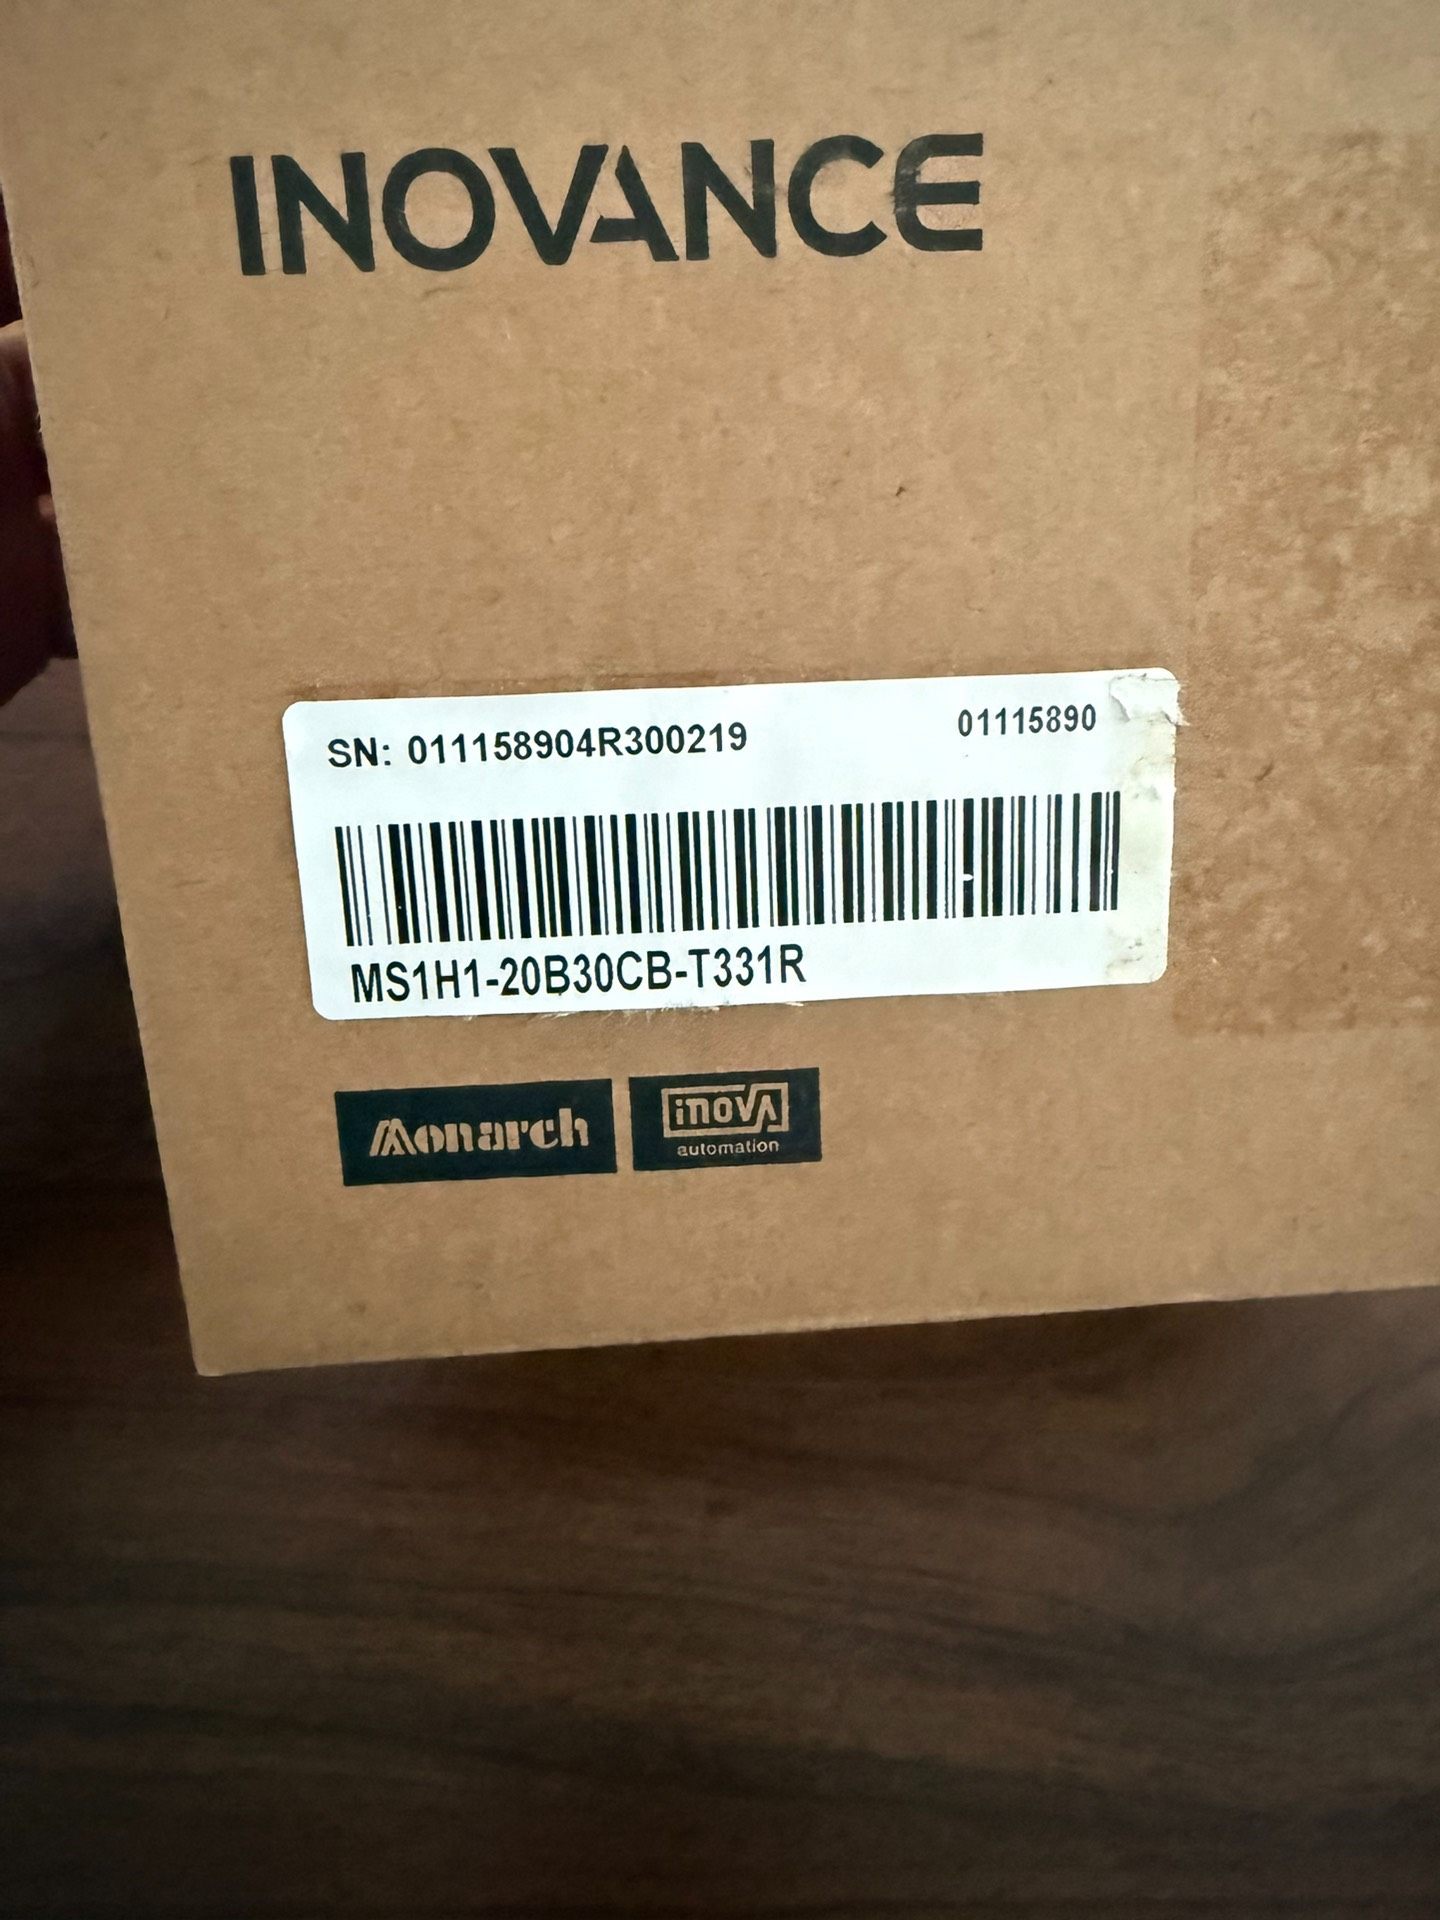 INOVANCE
SN: 011158904R300219 01115890
MS1H1-20B30CB-T331R
Monarch inovA
automation